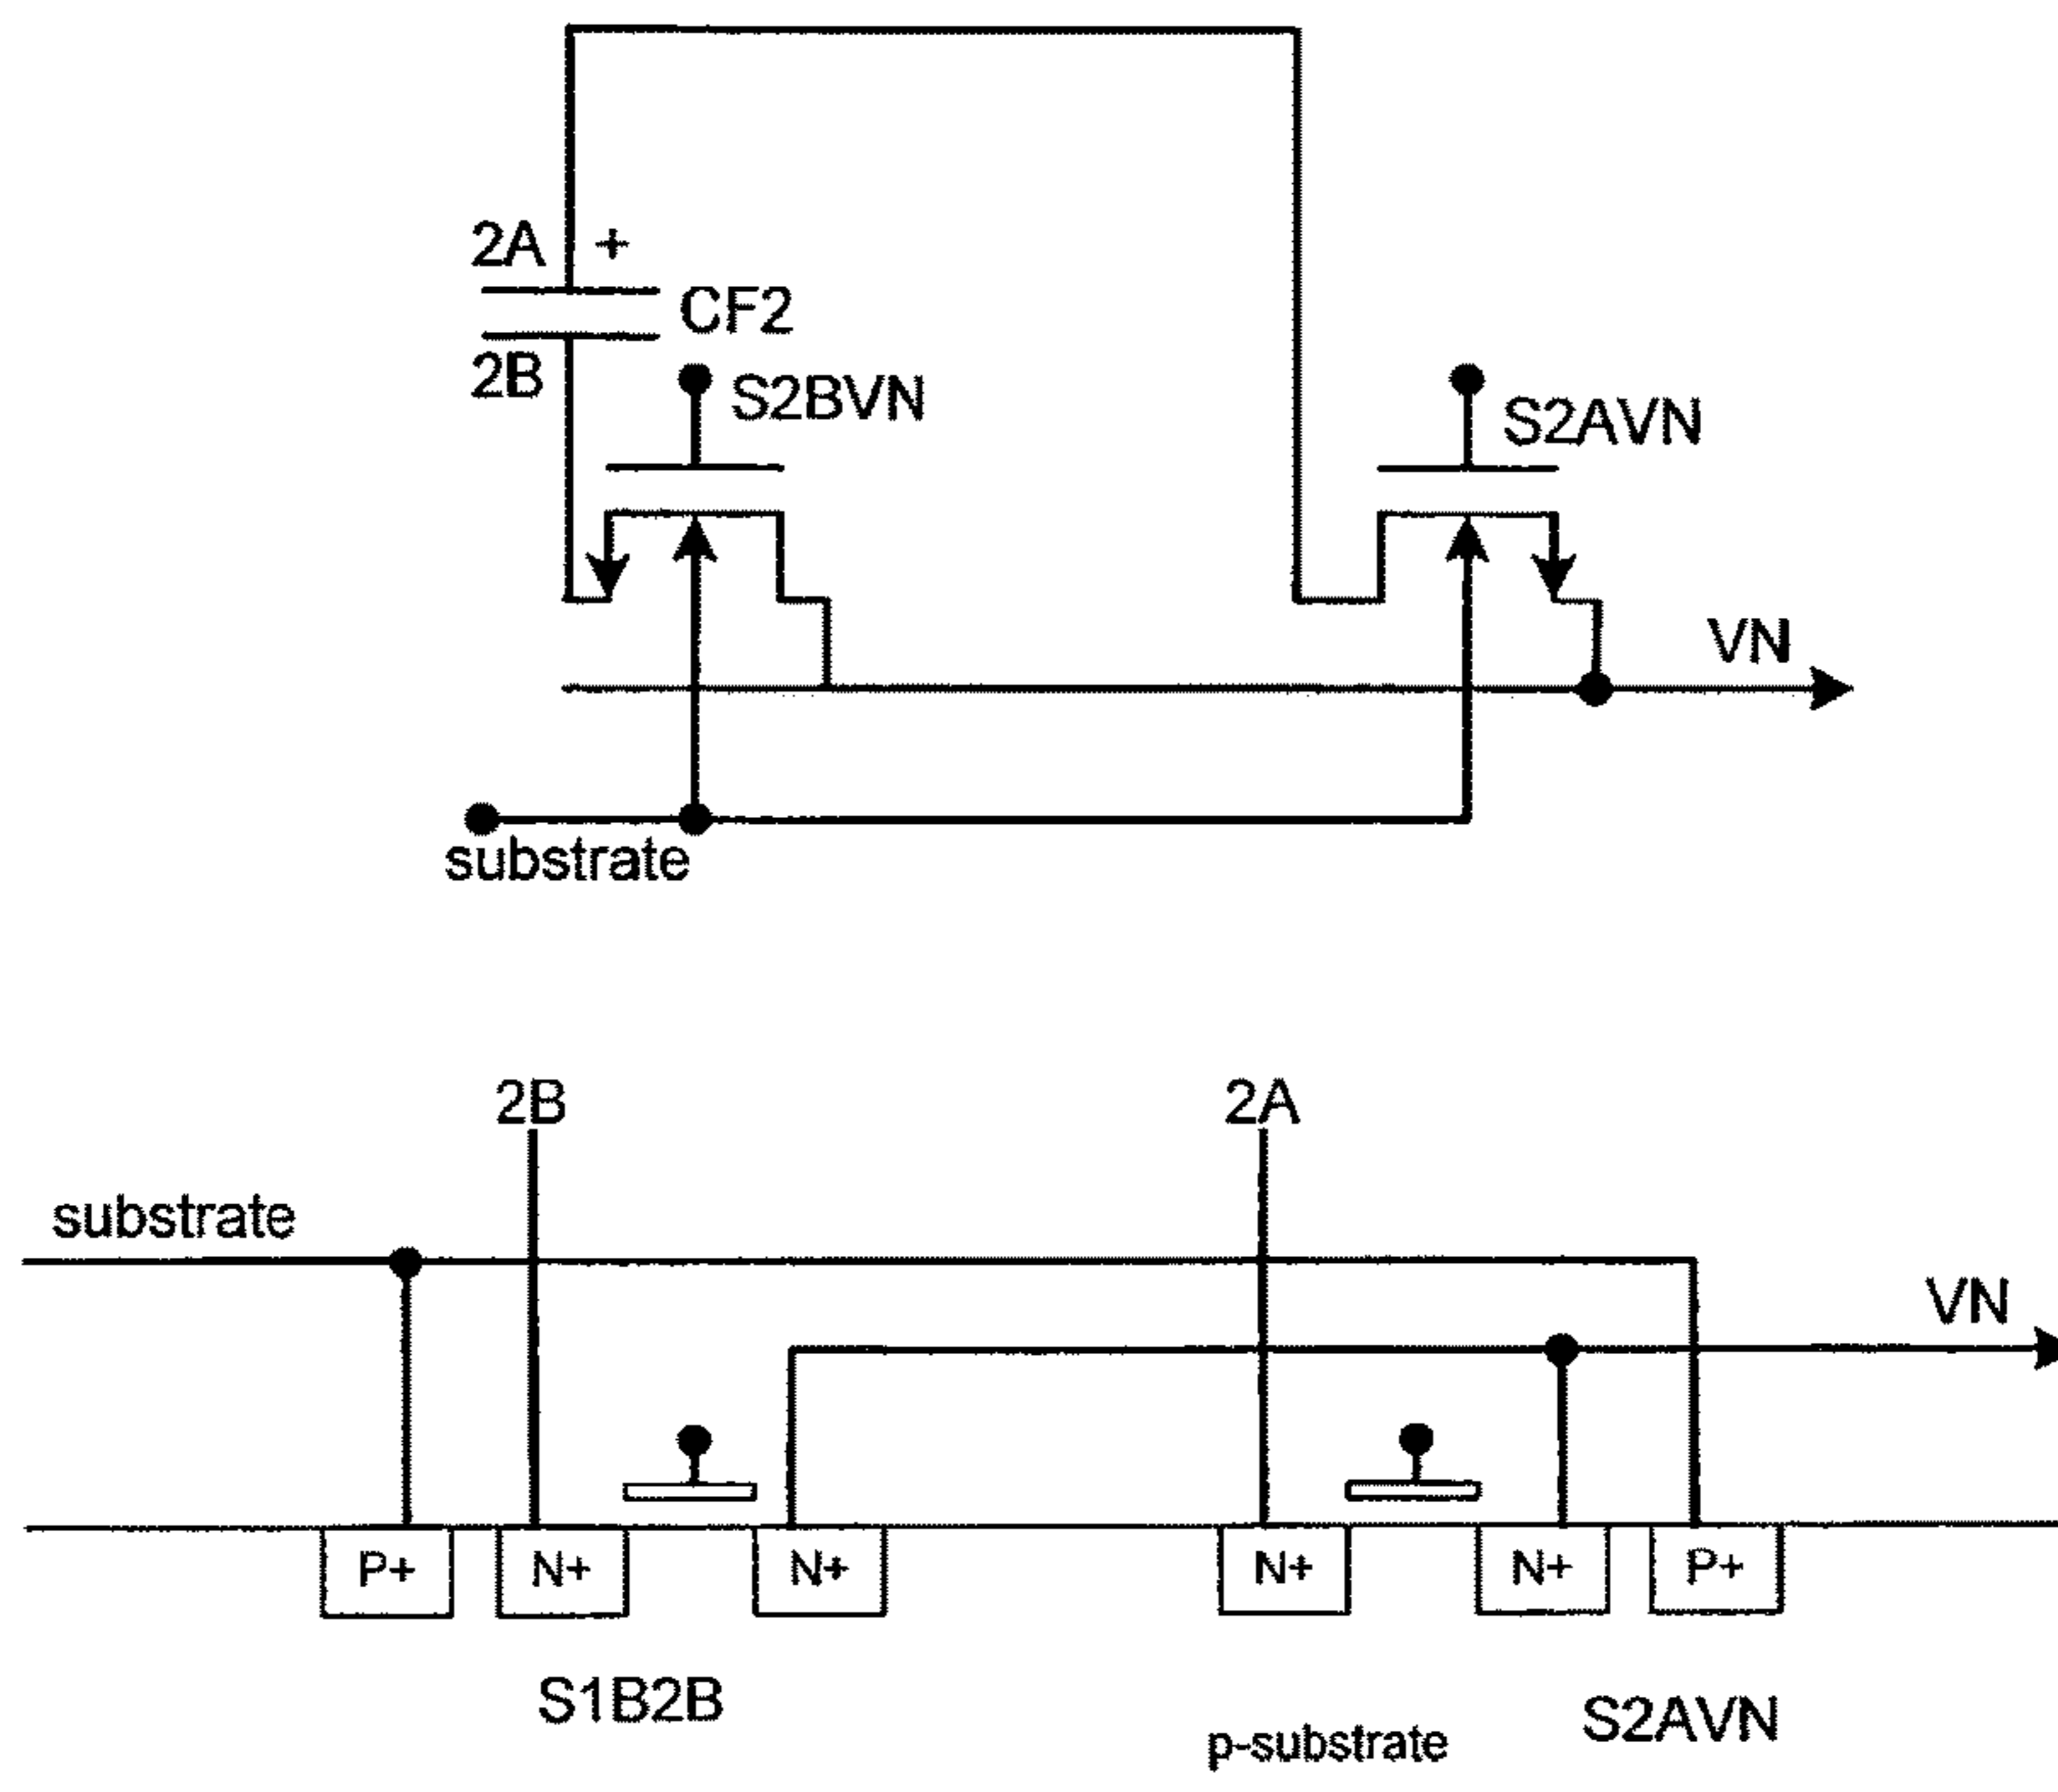 2A +
CF2
2B
S2BVN
S2AVN
VN
substrate
2B
2A
substrate
VN
P+ N+ N+ N+ N+ P+
S1B2B
S2AVN
p-substrate